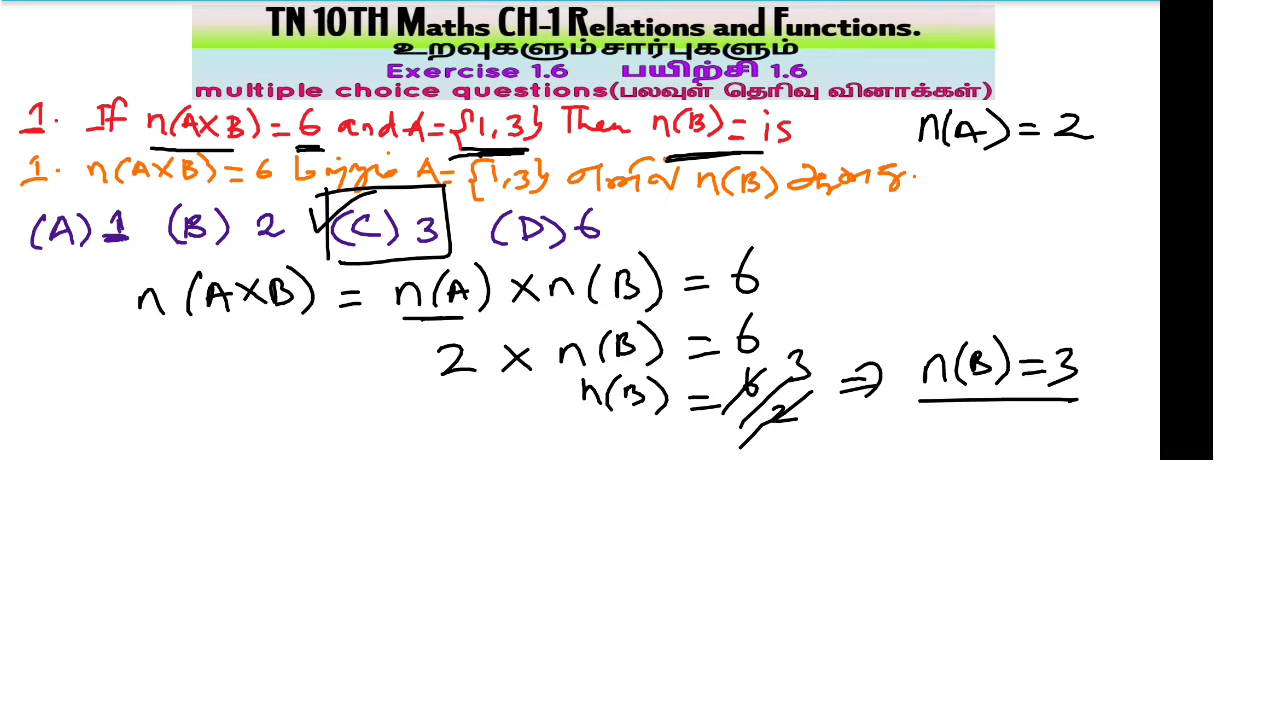 TN 10TH Maths CH-1 Relations and Functions.
உறவுகளும் சார்புகளும்
Exercise 1.6 பயிற்சி 1.6
multiple choice questions(பலவுள் தெரிவு வினாக்கள்)
1. If n(A×B) = 6 and A={1,3} Then n(B)= is
n(A) = 2
1. n(A×B) = 6 மற்றும் A= {1,3} எனில் n(B) ஆனது.
(A) 1 (B) 2 ✓(C) 3 (D) 6
n(A×B) = n(A) × n(B) = 6
2 × n(B) = 6
n(B) = 6/2 3 ⇒ n(B)=3